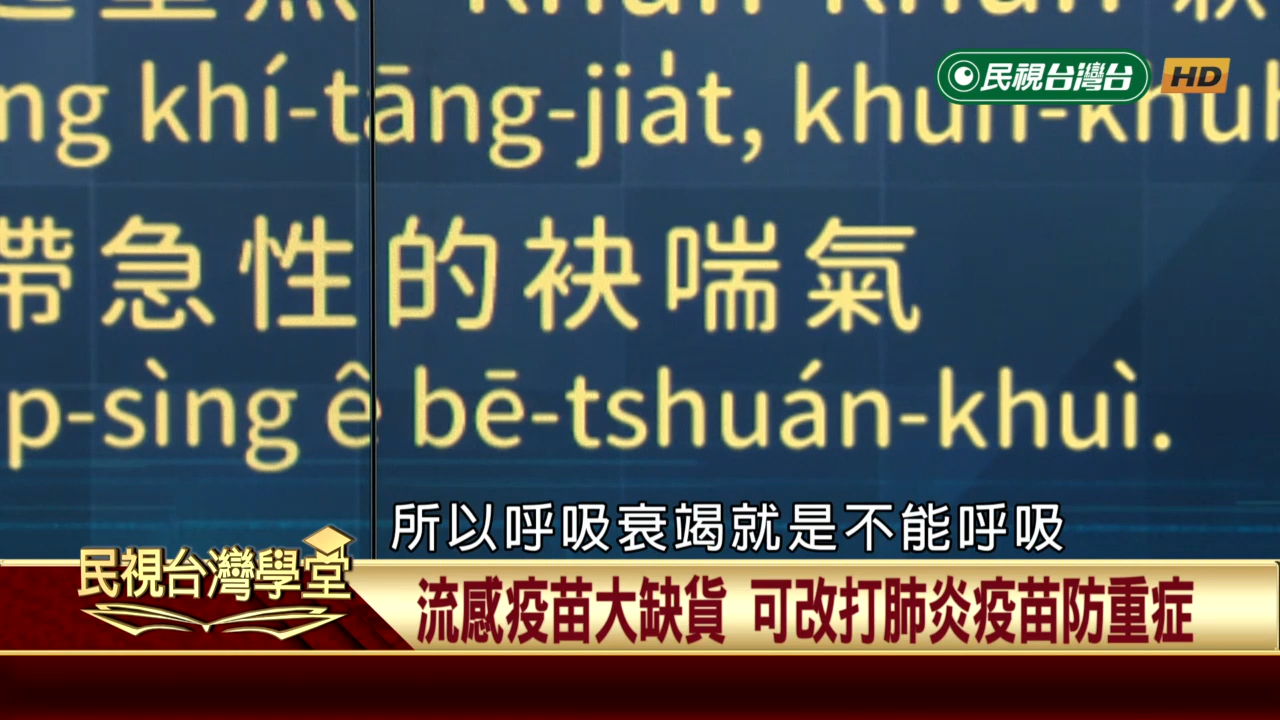 khun-khun
民視台灣台 HD
ng khí-tāng-jia̍t, khun-khuh
帶急性的袂喘氣
p-sìng ê bē-tshuán-khuì.
所以呼吸衰竭就是不能呼吸
民視台灣學堂
流感疫苗大缺貨 可改打肺炎疫苗防重症